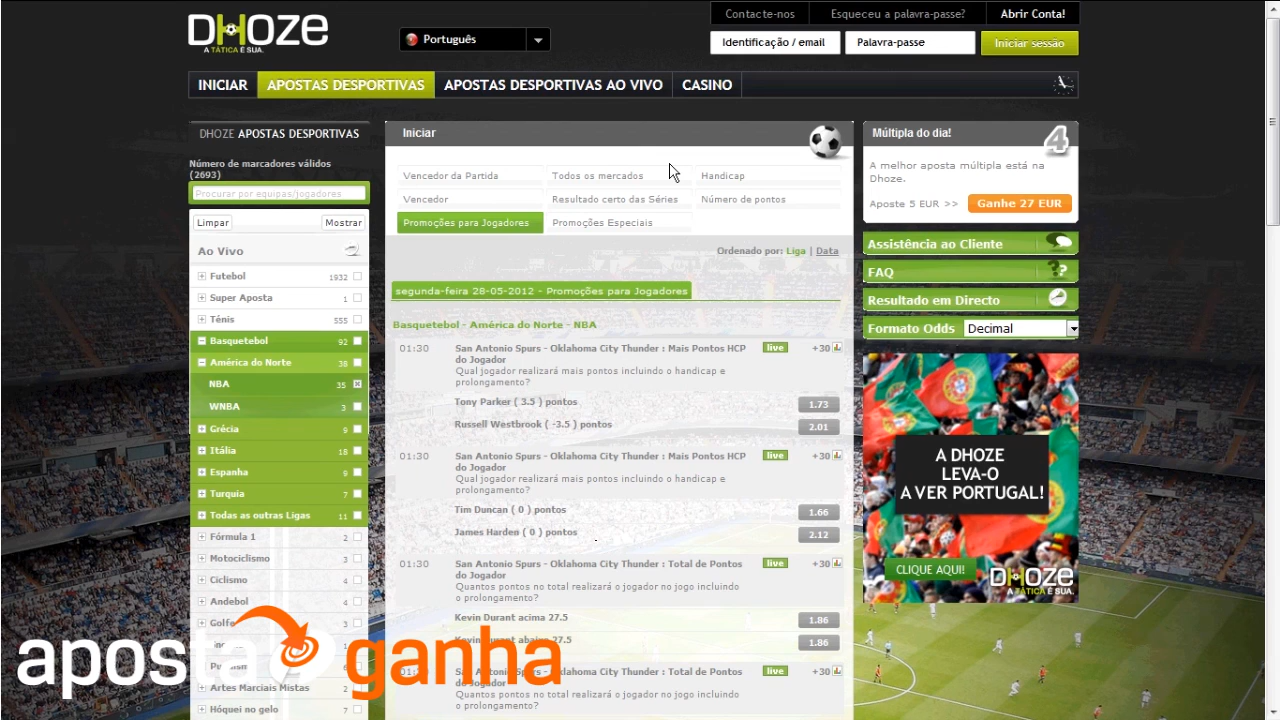 DHOZE
A TÁTICA É SUA.
Português
Contacte-nos
Esqueceu a palavra-passe?
Abrir Conta!
Identificação / email
Palavra-passe
Iniciar sessão
INICIAR
APOSTAS DESPORTIVAS
APOSTAS DESPORTIVAS AO VIVO
CASINO
DHOZE APOSTAS DESPORTIVAS
Número de marcadores válidos
(2693)
Procurar por equipas/jogadores
Limpar
Mostrar
Ao Vivo
Futebol 1932
Super Aposta 1
Ténis 555
Basquetebol 92
América do Norte 38
NBA 35
WNBA 3
Grécia 9
Itália 18
Espanha 9
Turquia 7
Todas as outras Ligas 11
Fórmula 1 2
Motociclismo 3
Ciclismo 4
Andebol 4
Golfe 3
Artes Marciais Mistas 2
Hóquei no gelo 7
Iniciar
Vencedor da Partida
Todos os mercados
Handicap
Vencedor
Resultado certo das Séries
Número de pontos
Promoções para Jogadores
Promoções Especiais
Ordenado por: Liga | Data
segunda-feira 28-05-2012 - Promoções para Jogadores
Basquetebol - América do Norte - NBA
01:30
San Antonio Spurs - Oklahoma City Thunder : Mais Pontos HCP
do Jogador
live
+30
Qual jogador realizará mais pontos incluindo o handicap e
prolongamento?
Tony Parker ( 3.5 ) pontos
1.73
Russell Westbrook ( -3.5 ) pontos
2.01
01:30
San Antonio Spurs - Oklahoma City Thunder : Mais Pontos HCP
do Jogador
live
+30
Qual jogador realizará mais pontos incluindo o handicap e
prolongamento?
Tim Duncan ( 0 ) pontos
1.66
James Harden ( 0 ) pontos
2.12
01:30
San Antonio Spurs - Oklahoma City Thunder : Total de Pontos
do Jogador
live
+30
Quantos pontos no total realizará o jogador no jogo incluindo
o prolongamento?
Kevin Durant acima 27.5
1.86
Kevin Durant abaixo 27.5
1.86
San Antonio Spurs - Oklahoma City Thunder : Total de Pontos
do Jogador
live
+30
Quantos pontos no total realizará o jogador no jogo incluindo
o prolongamento?
Múltipla do dia!
4
A melhor aposta múltipla está na
Dhoze.
Aposte 5 EUR >>
Ganhe 27 EUR
Assistência ao Cliente
FAQ
??
Resultado em Directo
Formato Odds
Decimal
A DHOZE
LEVA-O
A VER PORTUGAL!
CLIQUE AQUI!
DHOZE
A TÁTICA É SUA.
aposta ganha